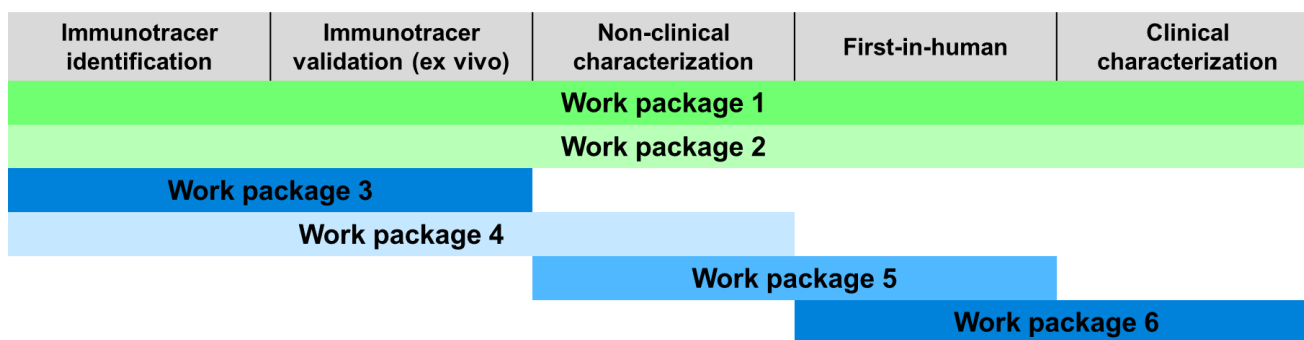 Immunotracer
identification
Immunotracer
validation (ex vivo)
Non-clinical
characterization
First-in-human
Clinical
characterization
Work package 1
Work package 2
Work package 3
Work package 4
Work package 5
Work package 6